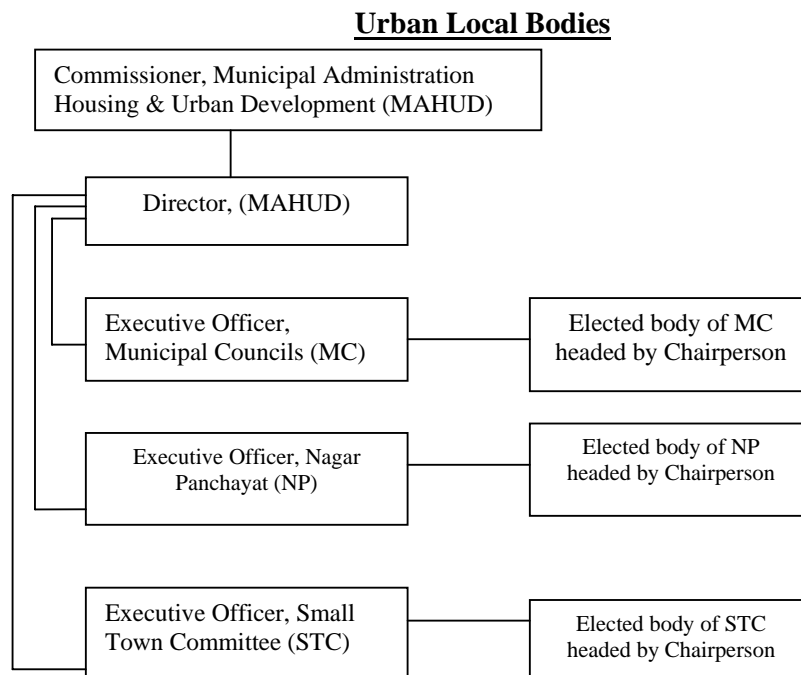 Urban Local Bodies
Commissioner, Municipal Administration
Housing & Urban Development (MAHUD)
Director, (MAHUD)
Executive Officer,
Municipal Councils (MC)
Elected body of MC
headed by Chairperson
Executive Officer, Nagar
Panchayat (NP)
Elected body of NP
headed by Chairperson
Executive Officer, Small
Town Committee (STC)
Elected body of STC
headed by Chairperson